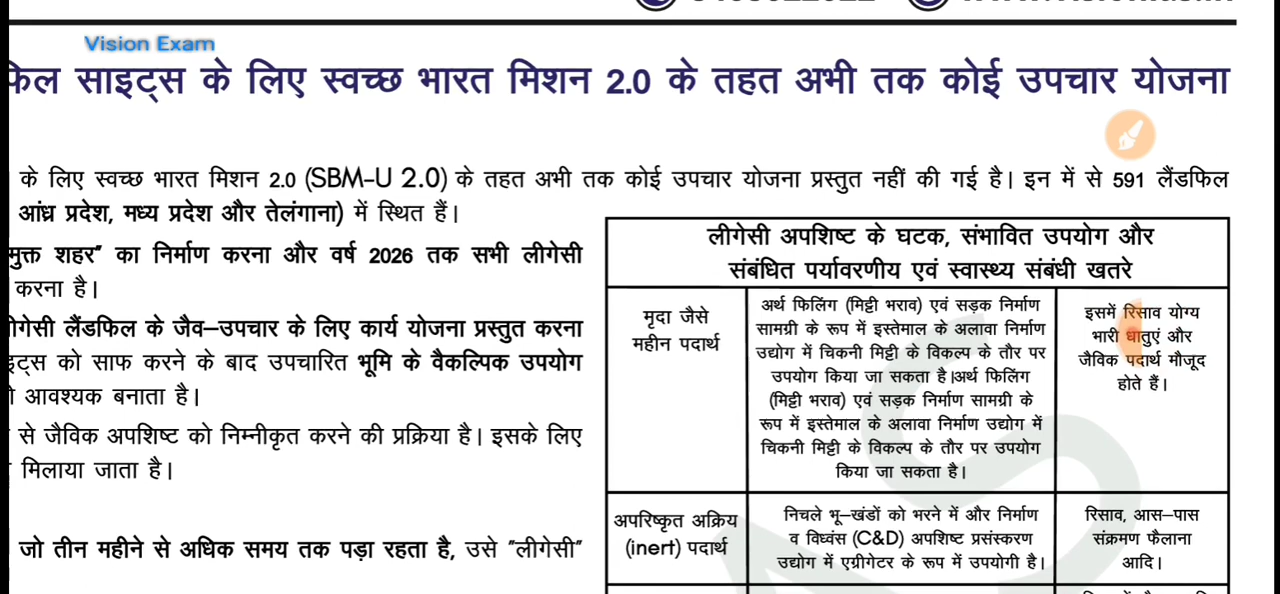 Vision Exam
साइट्स के लिए स्वच्छ भारत मिशन 2.0 के तहत अभी तक कोई उपचार योजना
के लिए स्वच्छ भारत मिशन 2.0 (SBM-U 2.0) के तहत अभी तक कोई उपचार योजना प्रस्तुत नहीं की गई है। इन में से 591 लैंडफिल
आंध्र प्रदेश, मध्य प्रदेश और तेलंगाना) में स्थित हैं।
शहर" का निर्माण करना और वर्ष 2026 तक सभी लीगेसी
करना है।
लैंडफिल के जैव-उपचार के लिए कार्य योजना प्रस्तुत करना
को साफ करने के बाद उपचारित भूमि के वैकल्पिक उपयोग
आवश्यक बनाता है।
से जैविक अपशिष्ट को निम्नीकृत करने की प्रक्रिया है। इसके लिए
मिलाया जाता है।
जो तीन महीने से अधिक समय तक पड़ा रहता है, उसे "लीगेसी"
लीगेसी अपशिष्ट के घटक, संभावित उपयोग और
संबंधित पर्यावरणीय एवं स्वास्थ्य संबंधी खतरे
मृदा जैसे
महीन पदार्थ
अर्थ फिलिंग (मिट्टी भराव) एवं सड़क निर्माण
सामग्री के रूप में इस्तेमाल के अलावा निर्माण
उद्योग में चिकनी मिट्टी के विकल्प के तौर पर
उपयोग किया जा सकता है।अर्थ फिलिंग
(मिट्टी भराव) एवं सड़क निर्माण सामग्री के
रूप में इस्तेमाल के अलावा निर्माण उद्योग में
चिकनी मिट्टी के विकल्प के तौर पर उपयोग
किया जा सकता है।
इसमें रिसाव योग्य
भारी धातुएं और
जैविक पदार्थ मौजूद
होते हैं।
अपरिष्कृत अक्रिय
(inert) पदार्थ
निचले भू-खंडों को भरने में और निर्माण
व विध्वंस (C&D) अपशिष्ट प्रसंस्करण
उद्योग में एग्रीगेटर के रूप में उपयोगी है।
रिसाव, आस-पास
संक्रमण फैलाना
आदि।